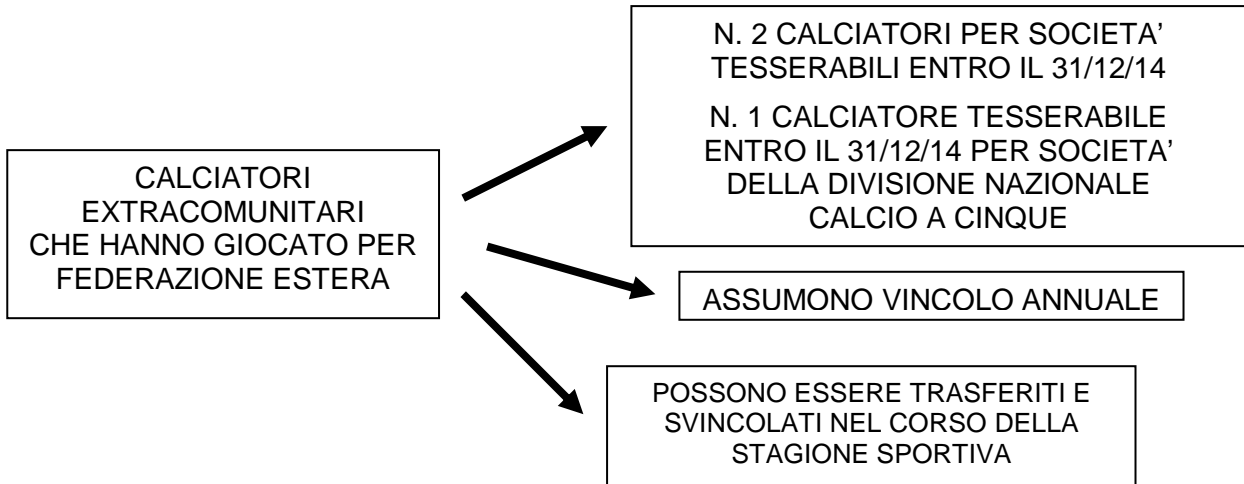 CALCIATORI
EXTRACOMUNITARI
CHE HANNO GIOCATO PER
FEDERAZIONE ESTERA
N. 2 CALCIATORI PER SOCIETA'
TESSERABILI ENTRO IL 31/12/14
N. 1 CALCIATORE TESSERABILE
ENTRO IL 31/12/14 PER SOCIETA'
DELLA DIVISIONE NAZIONALE
CALCIO A CINQUE
ASSUMONO VINCOLO ANNUALE
POSSONO ESSERE TRASFERITI E
SVINCOLATI NEL CORSO DELLA
STAGIONE SPORTIVA